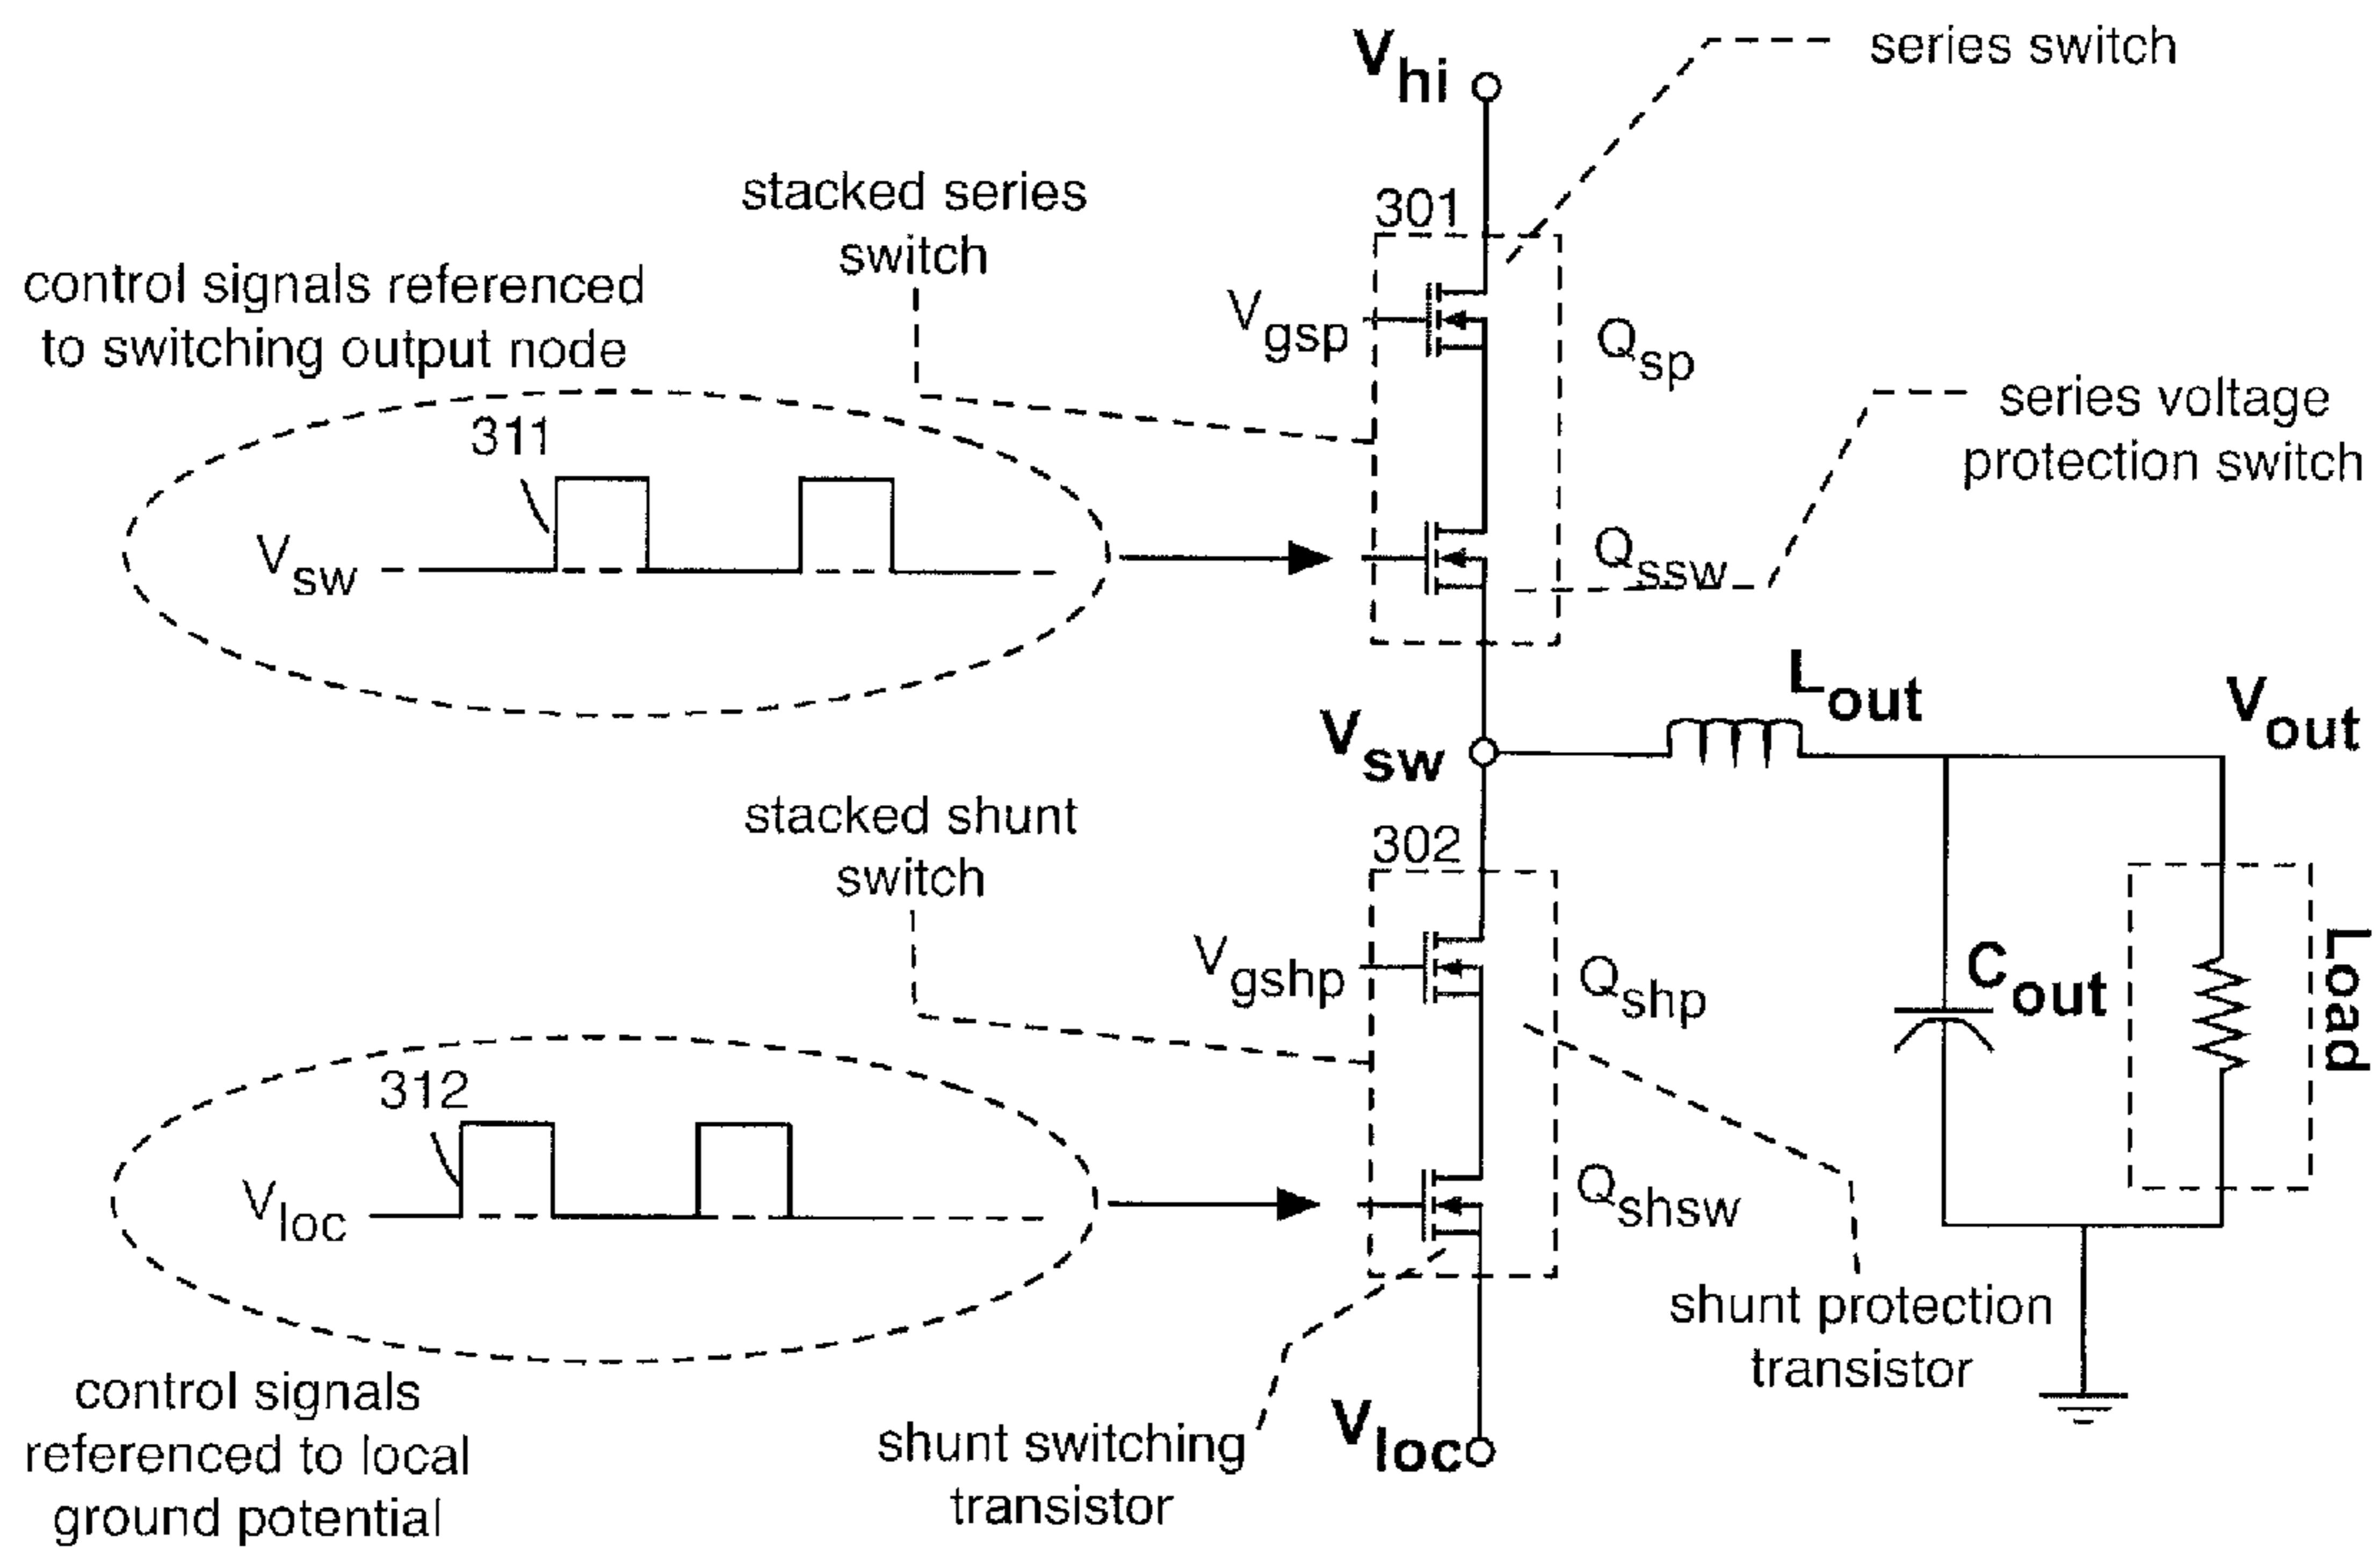 Vhi
series switch
stacked series
switch
301
control signals referenced
to switching output node
Vgsp
Qsp
series voltage
protection switch
311
Vsw
Qssw
Lout
Vout
Vsw
stacked shunt
switch
302
Vgshp
Qshp
Cout
Load
312
Vloc
Qshsw
shunt protection
transistor
control signals
referenced to local
ground potential
shunt switching
transistor
Vloc